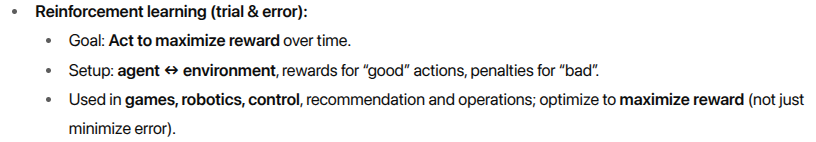 • Reinforcement learning (trial & error):
• Goal: Act to maximize reward over time.
• Setup: agent ↔ environment, rewards for “good” actions, penalties for “bad”.
• Used in games, robotics, control, recommendation and operations; optimize to maximize reward (not just
minimize error).